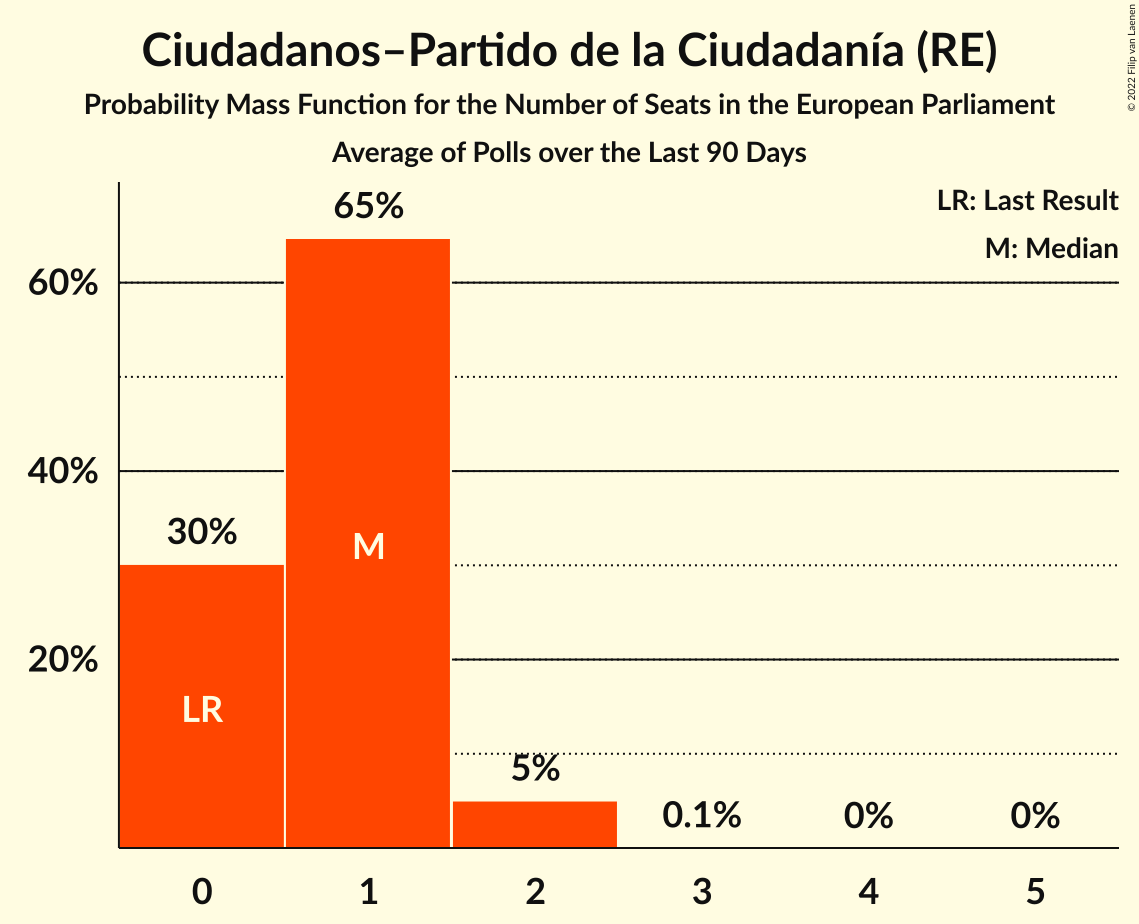 Ciudadanos–Partido de la Ciudadanía (RE)
Probability Mass Function for the Number of Seats in the European Parliament
Average of Polls over the Last 90 Days
© 2022 Filip van Laenen
LR: Last Result
M: Median
65%
60%
40%
30%
M
20%
LR
5%
0.1%
0%
0%
0
1
2
3
4
5